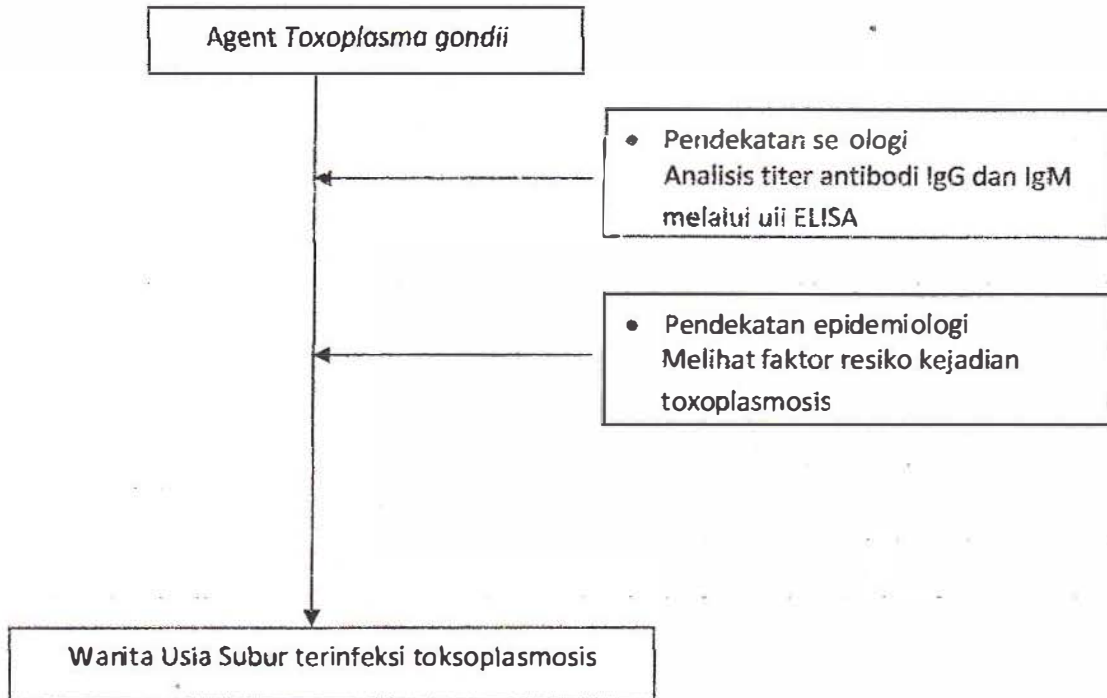 Agent Toxoplasma gondii
• Pendekatan se ologi
Analisis titer antibodi IgG dan IgM
melalui uji ELISA
• Pendekatan epidemiologi
Melihat faktor resiko kejadian
toxoplasmosis
Wanita Usia Subur terinfeksi toksoplasmosis